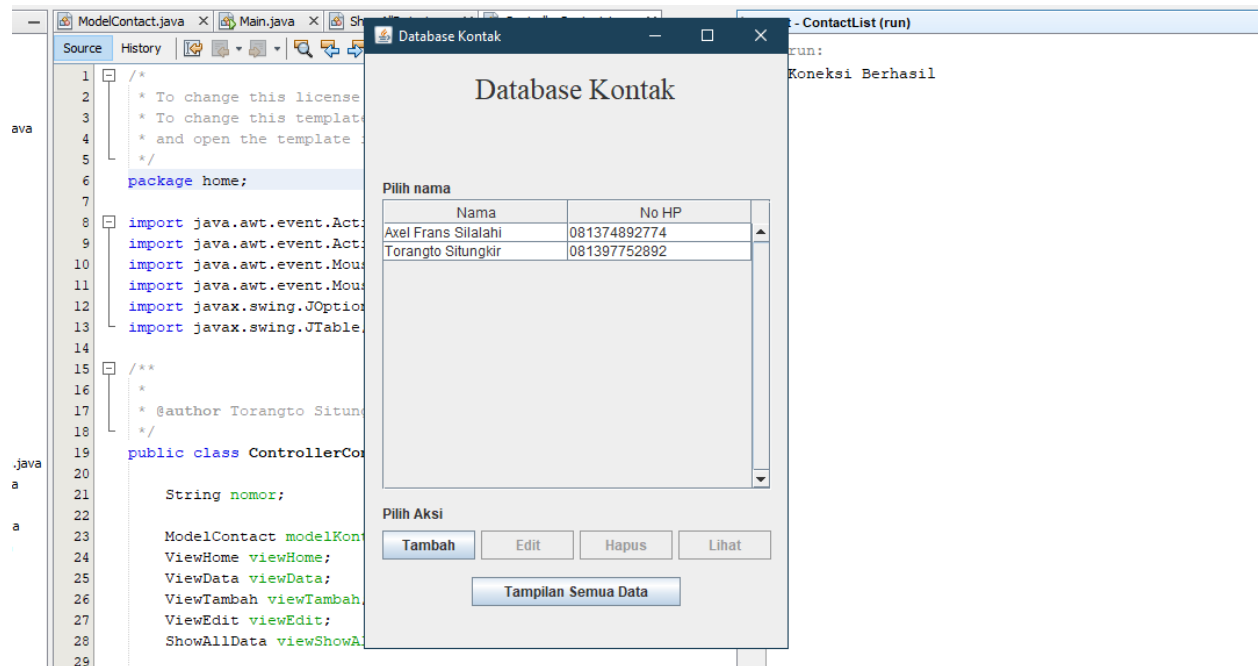 ModelContact.java
Main.java
Source
History
Database Kontak
- ContactList (run)
run:
Koneksi Berhasil
ava
.java
a
a
1 /*
2 * To change this license
3 * To change this template
4 * and open the template
5 */
6 package home;
7
8 import java.awt.event.Acti
9 import java.awt.event.Acti
10 import java.awt.event.Mous
11 import java.awt.event.Mous
12 import javax.swing.JOption
13 import javax.swing.JTable
14
15 /**
16 *
17 * @author Torangto Situng
18 */
19 public class ControllerCon
20
21 String nomor;
22
23 ModelContact modelKont
24 ViewHome viewHome;
25 ViewData viewData;
26 ViewTambah viewTambah
27 ViewEdit viewEdit;
28 ShowAllData viewShowAl
29
Database Kontak
Pilih nama
Nama No HP
Axel Frans Silalahi 081374892774
Torangto Situngkir 081397752892
Pilih Aksi
Tambah Edit Hapus Lihat
Tampilan Semua Data